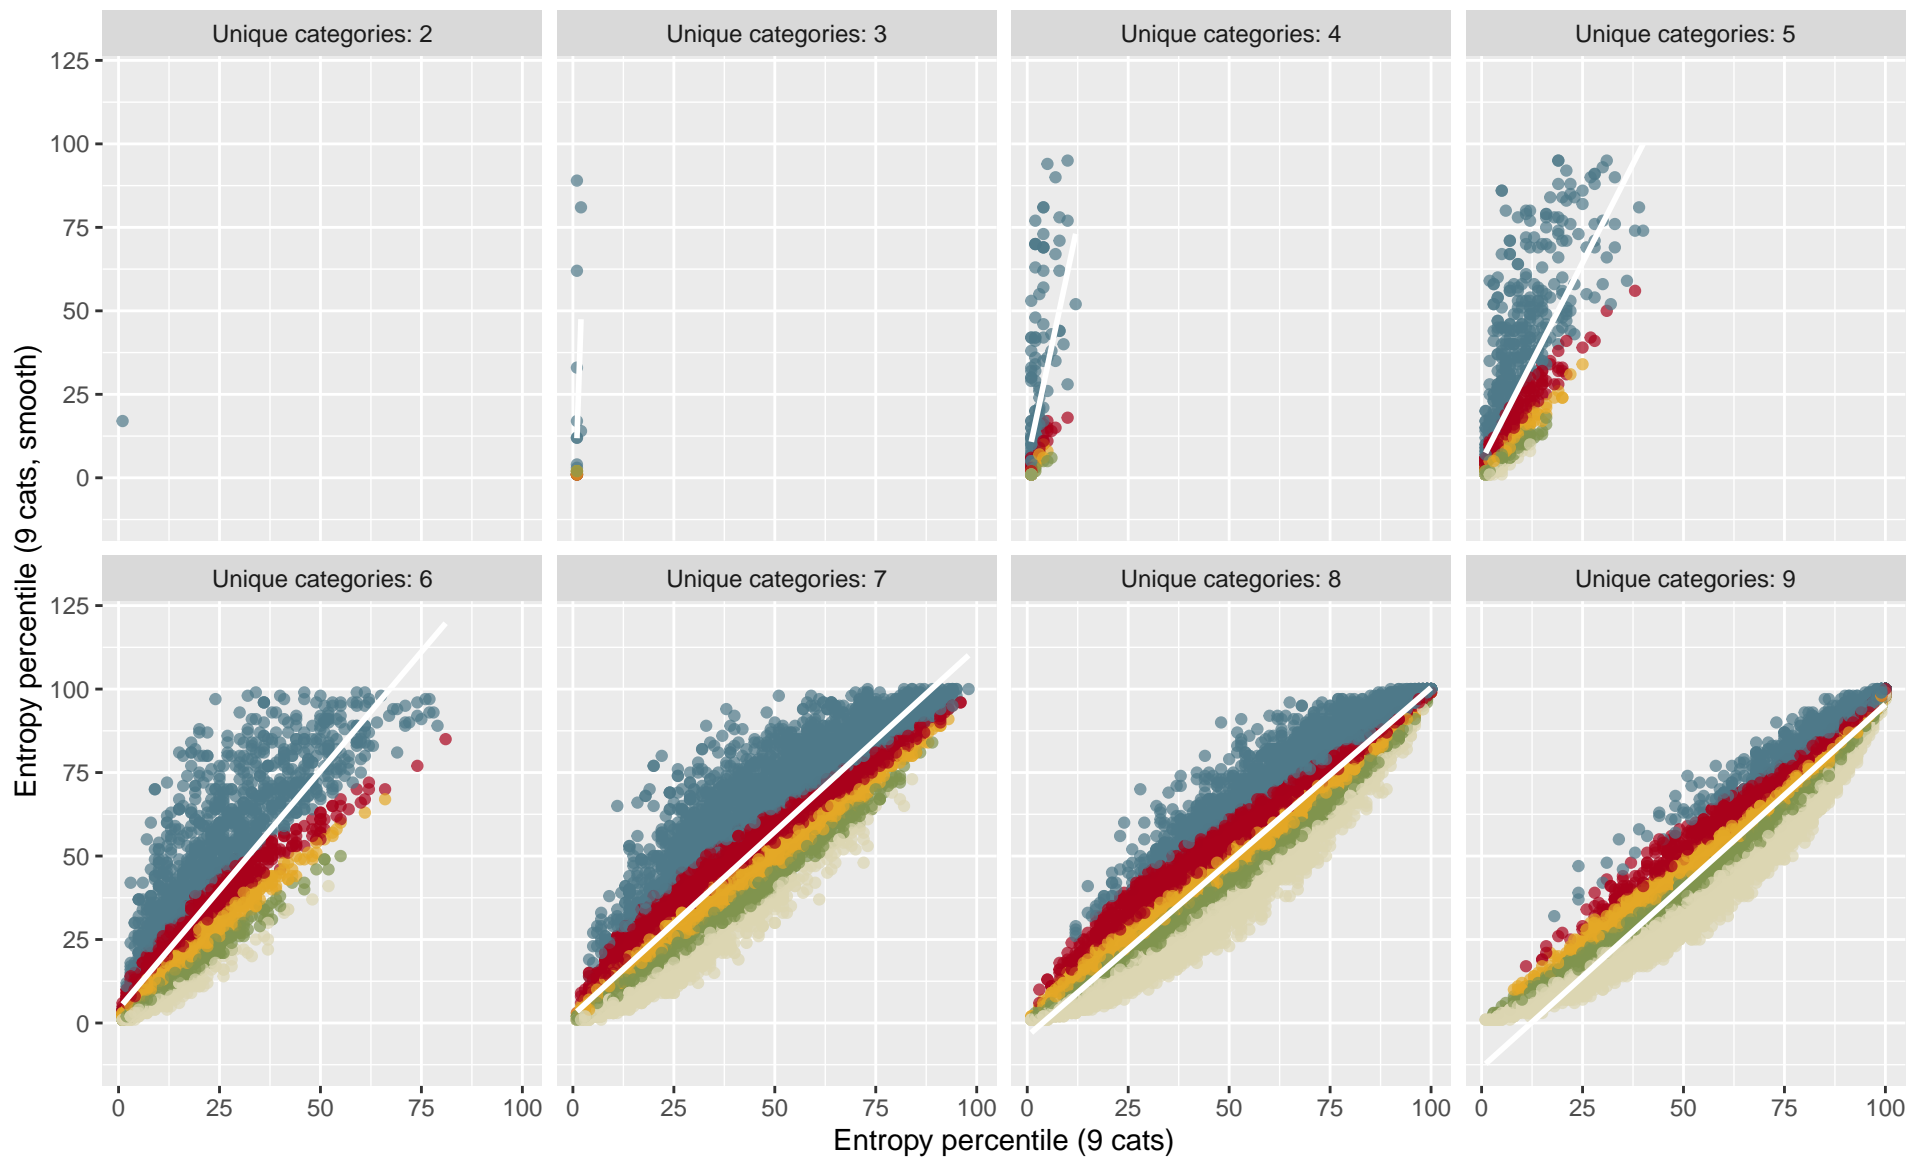 Unique categories: 2 Unique categories: 3 Unique categories: 4 Unique categories: 5
125
100
75
50
25
0
Entropy percentile (9 cats, smooth)
Unique categories: 6 Unique categories: 7 Unique categories: 8 Unique categories: 9
125
100
75
50
25
0
0 25 50 75 100 0 25 50 75 100 0 25 50 75 100 0 25 50 75 100
Entropy percentile (9 cats)